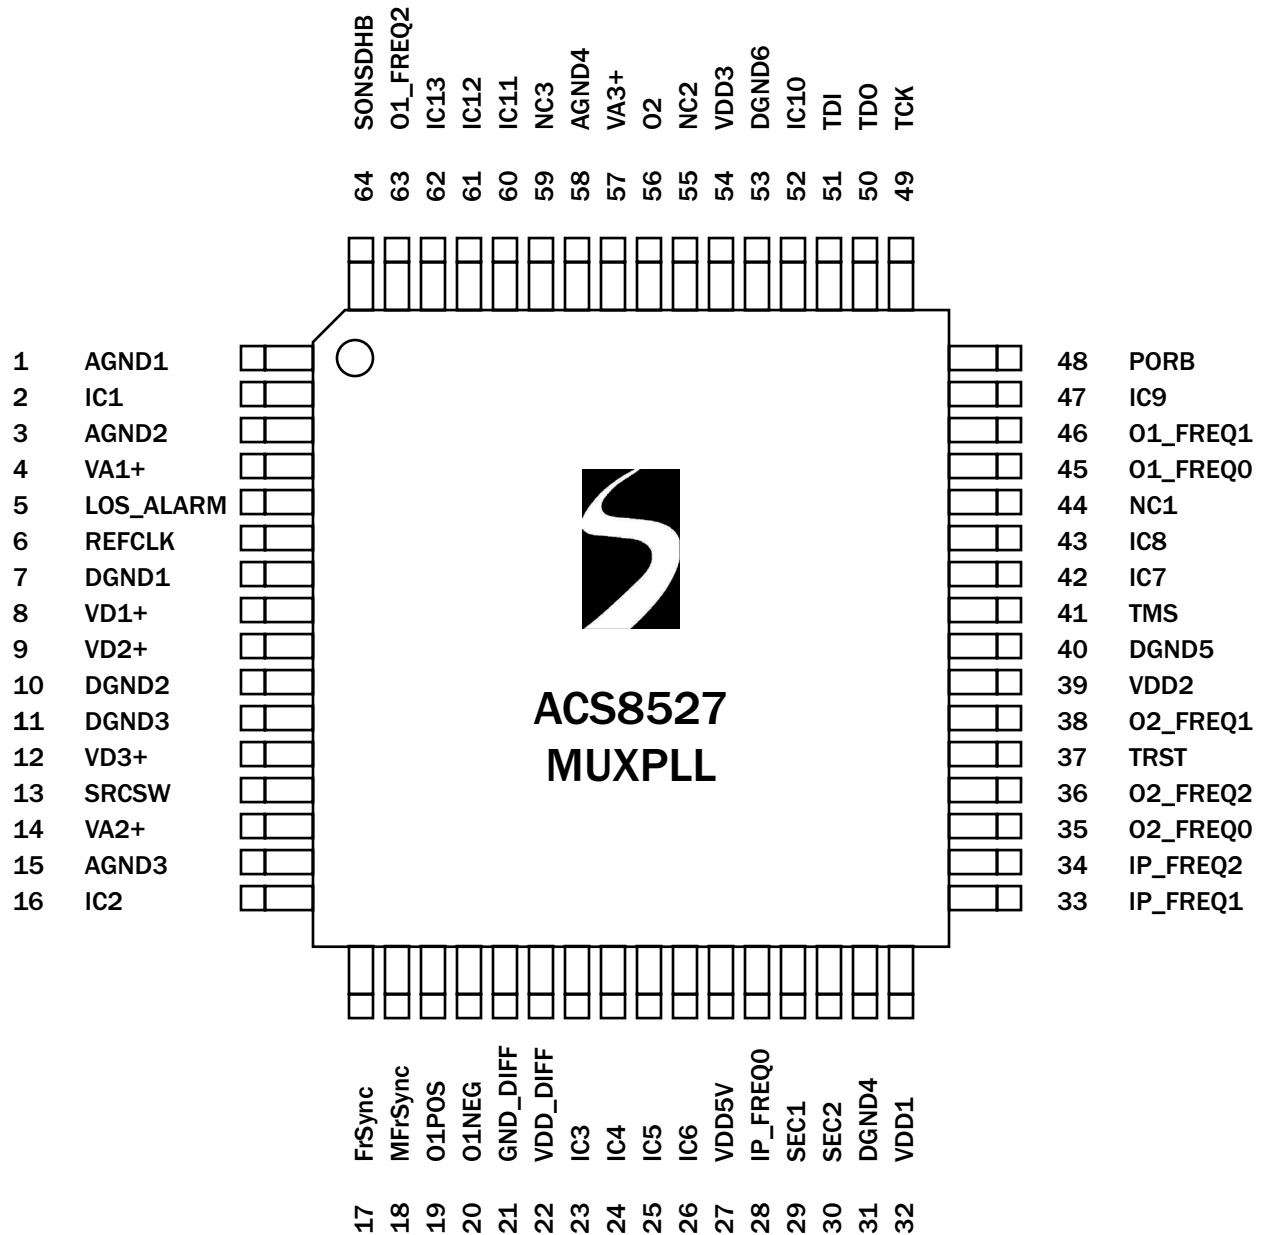 SONSDHB O1_FREQ2 IC13 IC12 IC11 NC3 AGND4 VA3+ O2 NC2 VDD3 DGND6 IC10 TDI TDO TCK
64 63 62 61 60 59 58 57 56 55 54 53 52 51 50 49
1 AGND1
2 IC1
3 AGND2
4 VA1+
5 LOS_ALARM
6 REFCLK
7 DGND1
8 VD1+
9 VD2+
10 DGND2
11 DGND3
12 VD3+
13 SRCSW
14 VA2+
15 AGND3
16 IC2
ACS8527
MUXPLL
48 PORB
47 IC9
46 O1_FREQ1
45 O1_FREQ0
44 NC1
43 IC8
42 IC7
41 TMS
40 DGND5
39 VDD2
38 O2_FREQ1
37 TRST
36 O2_FREQ2
35 O2_FREQ0
34 IP_FREQ2
33 IP_FREQ1
FrSync MFrSync O1POS O1NEG GND_DIFF VDD_DIFF IC3 IC4 IC5 IC6 VDD5V IP_FREQ0 SEC1 SEC2 DGND4 VDD1
17 18 19 20 21 22 23 24 25 26 27 28 29 30 31 32